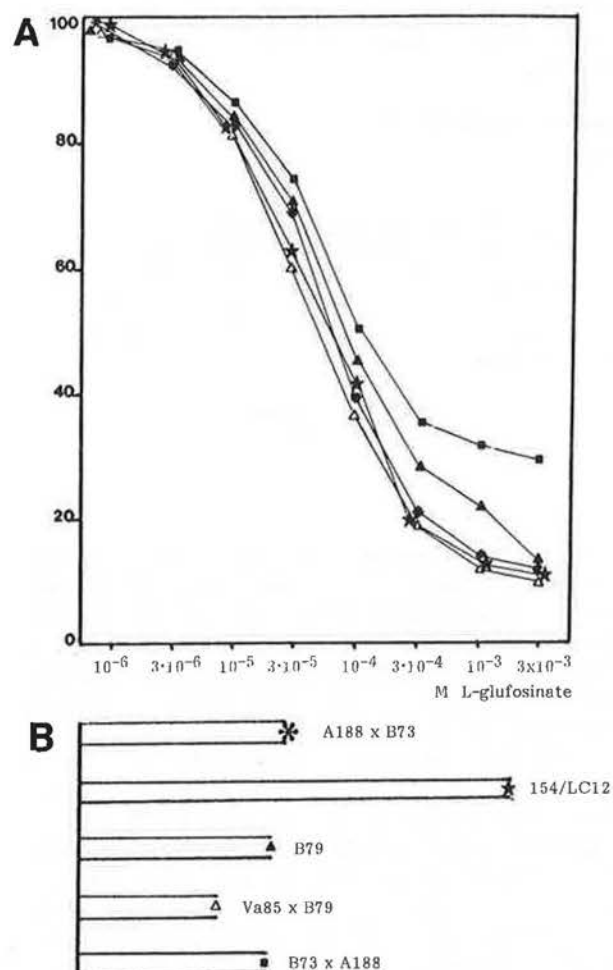 A
100
80
60
40
20
0
10⁻⁶ 3·10⁻⁶ 10⁻⁵ 3·10⁻⁵ 10⁻⁴ 3·10⁻⁴ 10⁻³ 3x10⁻³
M L-glufosinate
B
A188 x B73
154/LC12
B79
Va85 x B79
B73 x A188